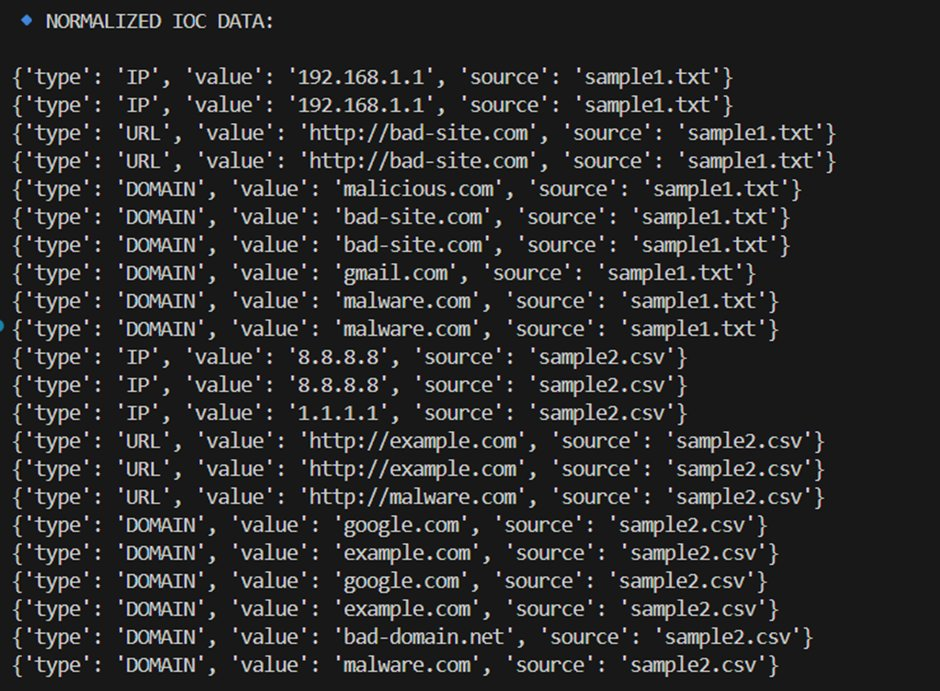 NORMALIZED IOC DATA:
{'type': 'IP', 'value': '192.168.1.1', 'source': 'sample1.txt'}
{'type': 'IP', 'value': '192.168.1.1', 'source': 'sample1.txt'}
{'type': 'URL', 'value': 'http://bad-site.com', 'source': 'sample1.txt'}
{'type': 'URL', 'value': 'http://bad-site.com', 'source': 'sample1.txt'}
{'type': 'DOMAIN', 'value': 'malicious.com', 'source': 'sample1.txt'}
{'type': 'DOMAIN', 'value': 'bad-site.com', 'source': 'sample1.txt'}
{'type': 'DOMAIN', 'value': 'bad-site.com', 'source': 'sample1.txt'}
{'type': 'DOMAIN', 'value': 'gmail.com', 'source': 'sample1.txt'}
{'type': 'DOMAIN', 'value': 'malware.com', 'source': 'sample1.txt'}
{'type': 'DOMAIN', 'value': 'malware.com', 'source': 'sample1.txt'}
{'type': 'IP', 'value': '8.8.8.8', 'source': 'sample2.csv'}
{'type': 'IP', 'value': '8.8.8.8', 'source': 'sample2.csv'}
{'type': 'IP', 'value': '1.1.1.1', 'source': 'sample2.csv'}
{'type': 'URL', 'value': 'http://example.com', 'source': 'sample2.csv'}
{'type': 'URL', 'value': 'http://example.com', 'source': 'sample2.csv'}
{'type': 'URL', 'value': 'http://malware.com', 'source': 'sample2.csv'}
{'type': 'DOMAIN', 'value': 'google.com', 'source': 'sample2.csv'}
{'type': 'DOMAIN', 'value': 'example.com', 'source': 'sample2.csv'}
{'type': 'DOMAIN', 'value': 'google.com', 'source': 'sample2.csv'}
{'type': 'DOMAIN', 'value': 'example.com', 'source': 'sample2.csv'}
{'type': 'DOMAIN', 'value': 'bad-domain.net', 'source': 'sample2.csv'}
{'type': 'DOMAIN', 'value': 'malware.com', 'source': 'sample2.csv'}